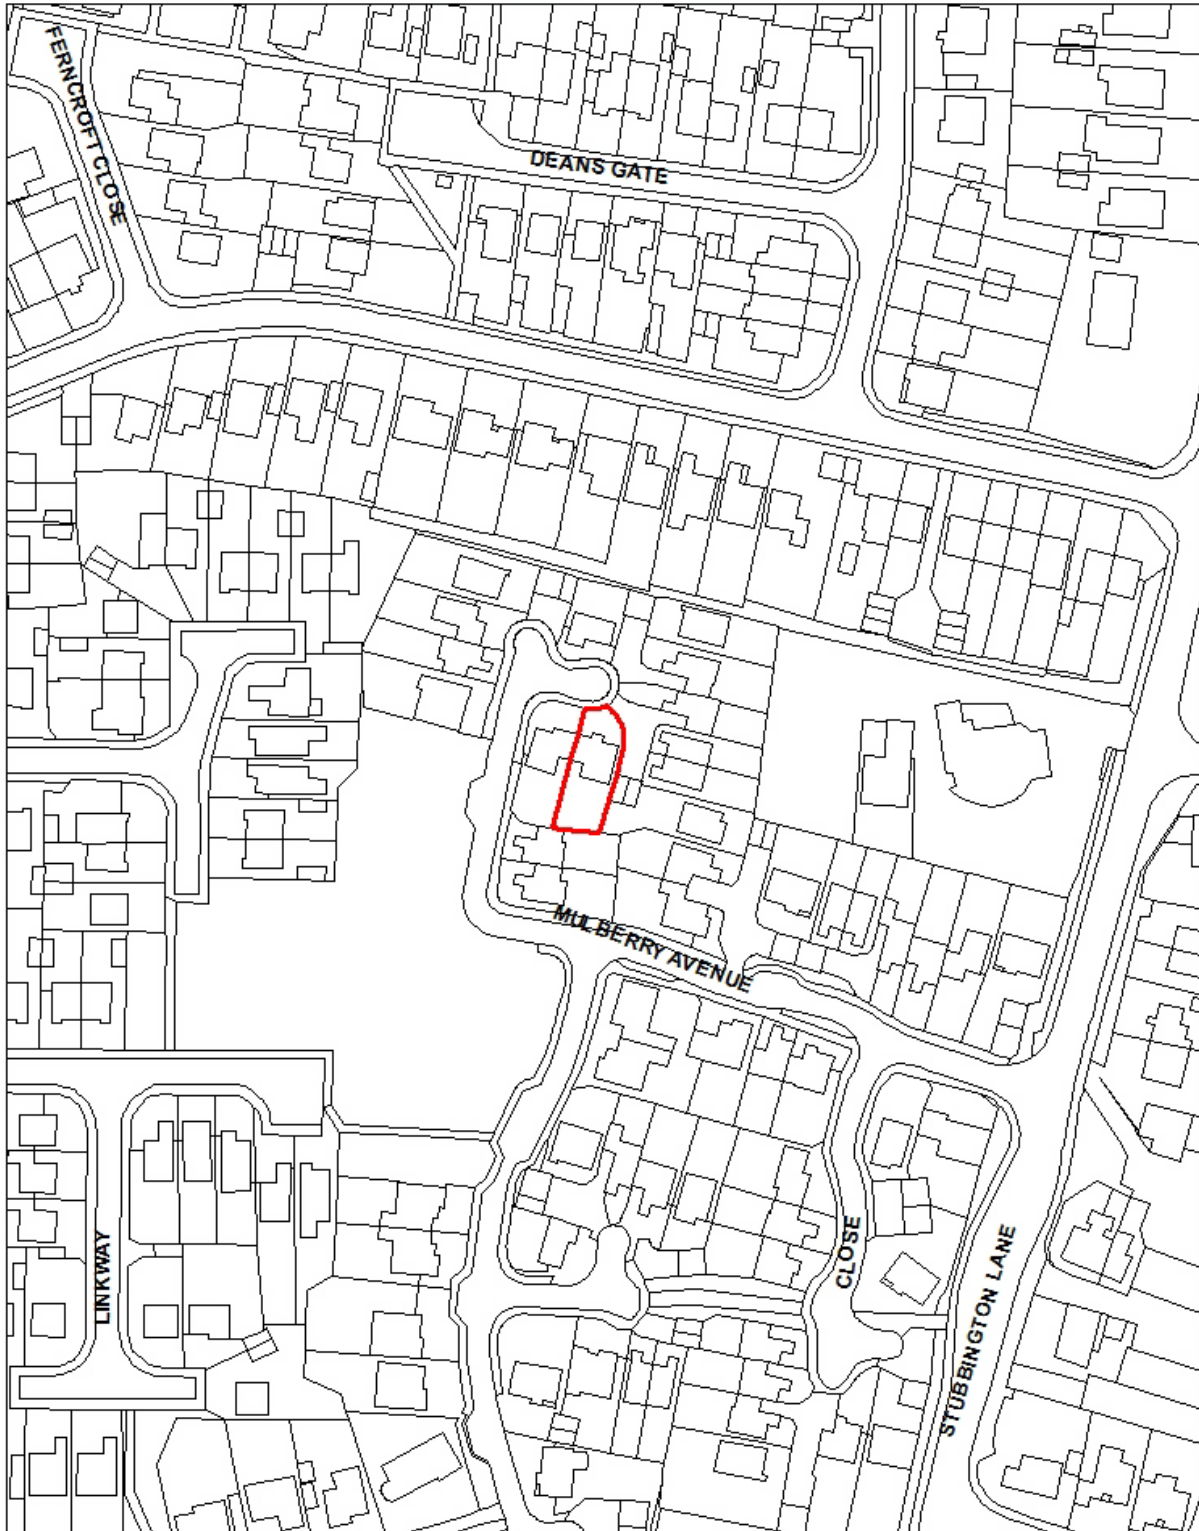 FERNCROFT CLOSE
DEANS GATE
MULBERRY AVENUE
LINKWAY
CLOSE
STUBBINGTON LANE